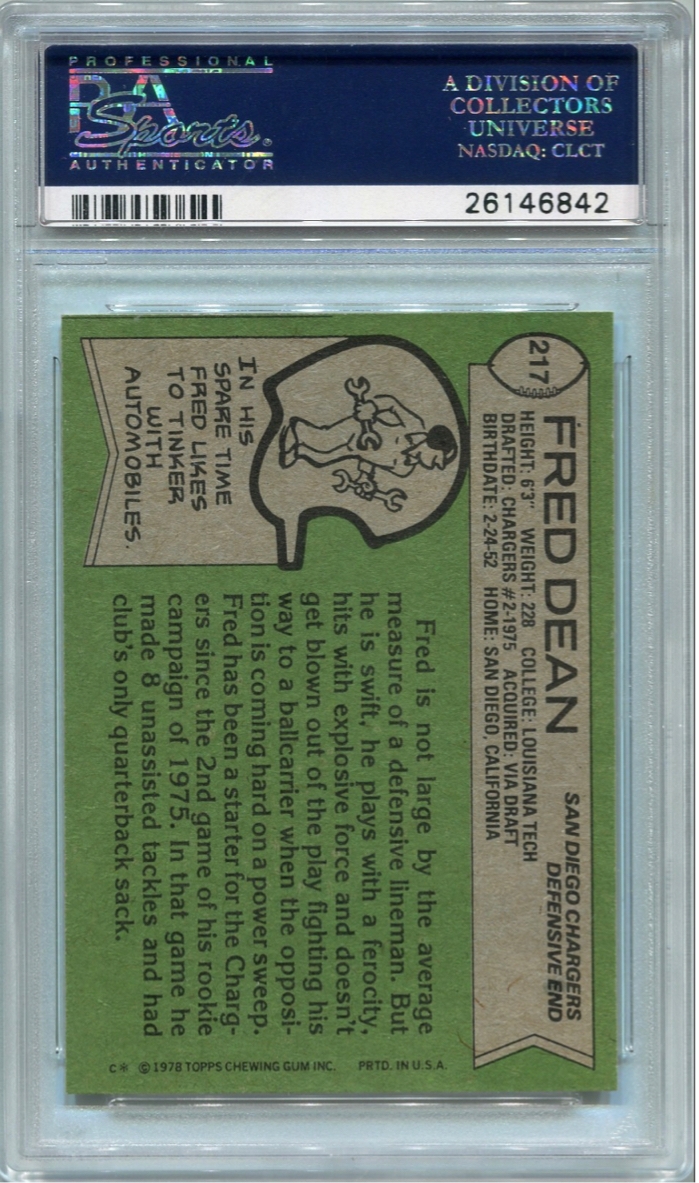 PROFESSIONAL
PSA
Sports.
AUTHENTICATOR
A DIVISION OF
COLLECTORS
UNIVERSE
NASDAQ: CLCT
26146842
217
FRED DEAN
SAN DIEGO CHARGERS
DEFENSIVE END
HEIGHT: 6'3" WEIGHT: 228 COLLEGE: LOUISIANA TECH
DRAFTED: CHARGERS #2-1975 ACQUIRED: VIA DRAFT
BIRTHDATE: 2-24-52 HOME: SAN DIEGO, CALIFORNIA
IN HIS
SPARE TIME
FRED LIKES
TO TINKER
WITH
AUTOMOBILES.
Fred is not large by the average
measure of a defensive lineman. But
he is swift, he plays with a ferocity,
hits with explosive force and doesn't
get blown out of the play fighting his
way to a ballcarrier when the opposi-
tion is coming hard on a power sweep.
Fred has been a starter for the Charg-
ers since the 2nd game of his rookie
campaign of 1975. In that game he
made 8 unassisted tackles and had
club's only quarterback sack.
C* © 1978 TOPPS CHEWING GUM INC. PRTD. IN U.S.A.